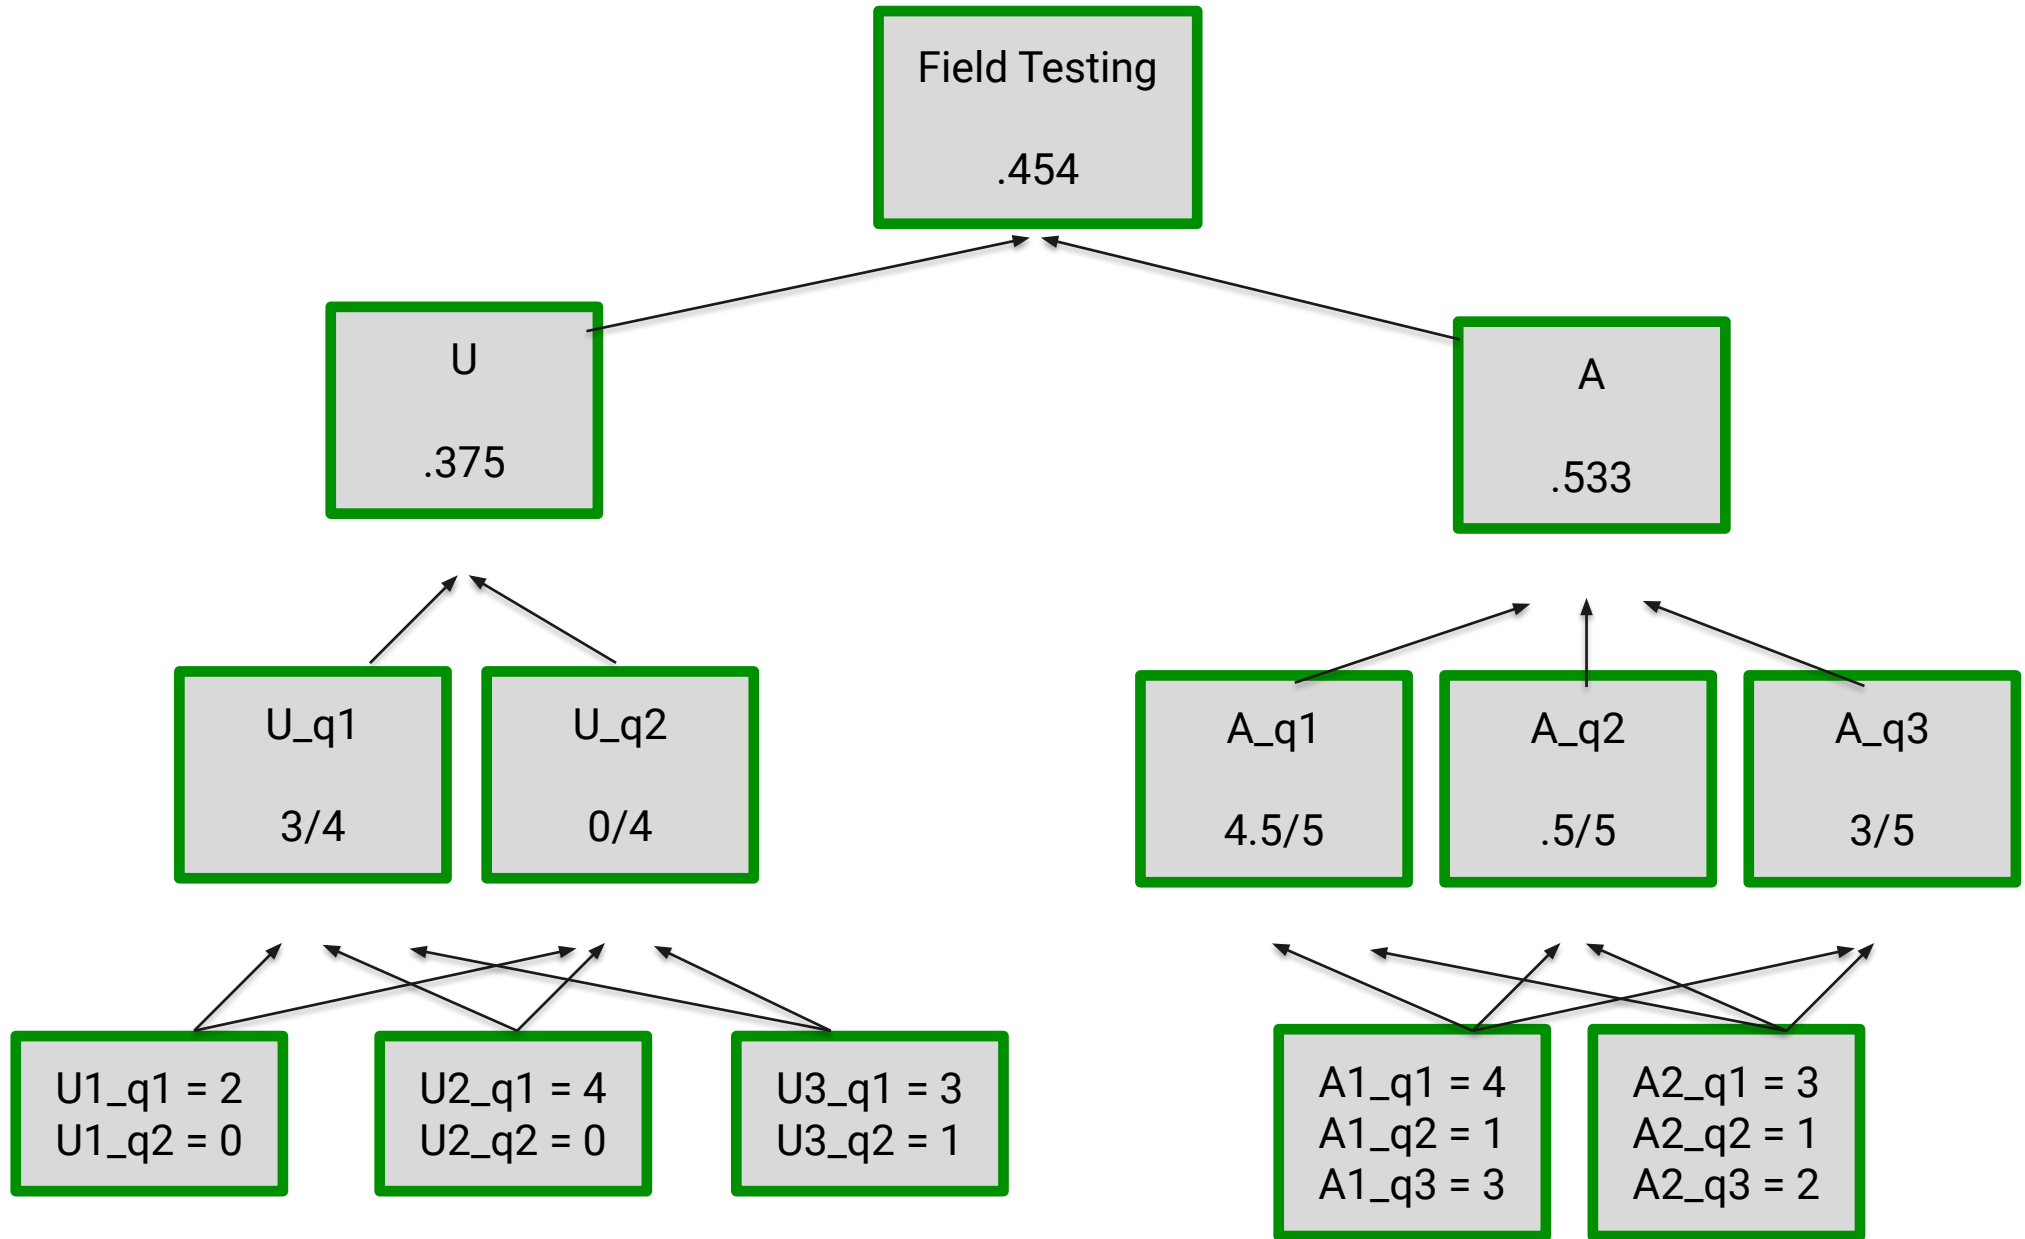 Field Testing
.454
U
.375
A
.533
U_q1
3/4
U_q2
0/4
A_q1
4.5/5
A_q2
.5/5
A_q3
3/5
U1_q1 = 2
U1_q2 = 0
U2_q1 = 4
U2_q2 = 0
U3_q1 = 3
U3_q2 = 1
A1_q1 = 4
A1_q2 = 1
A1_q3 = 3
A2_q1 = 3
A2_q2 = 1
A2_q3 = 2